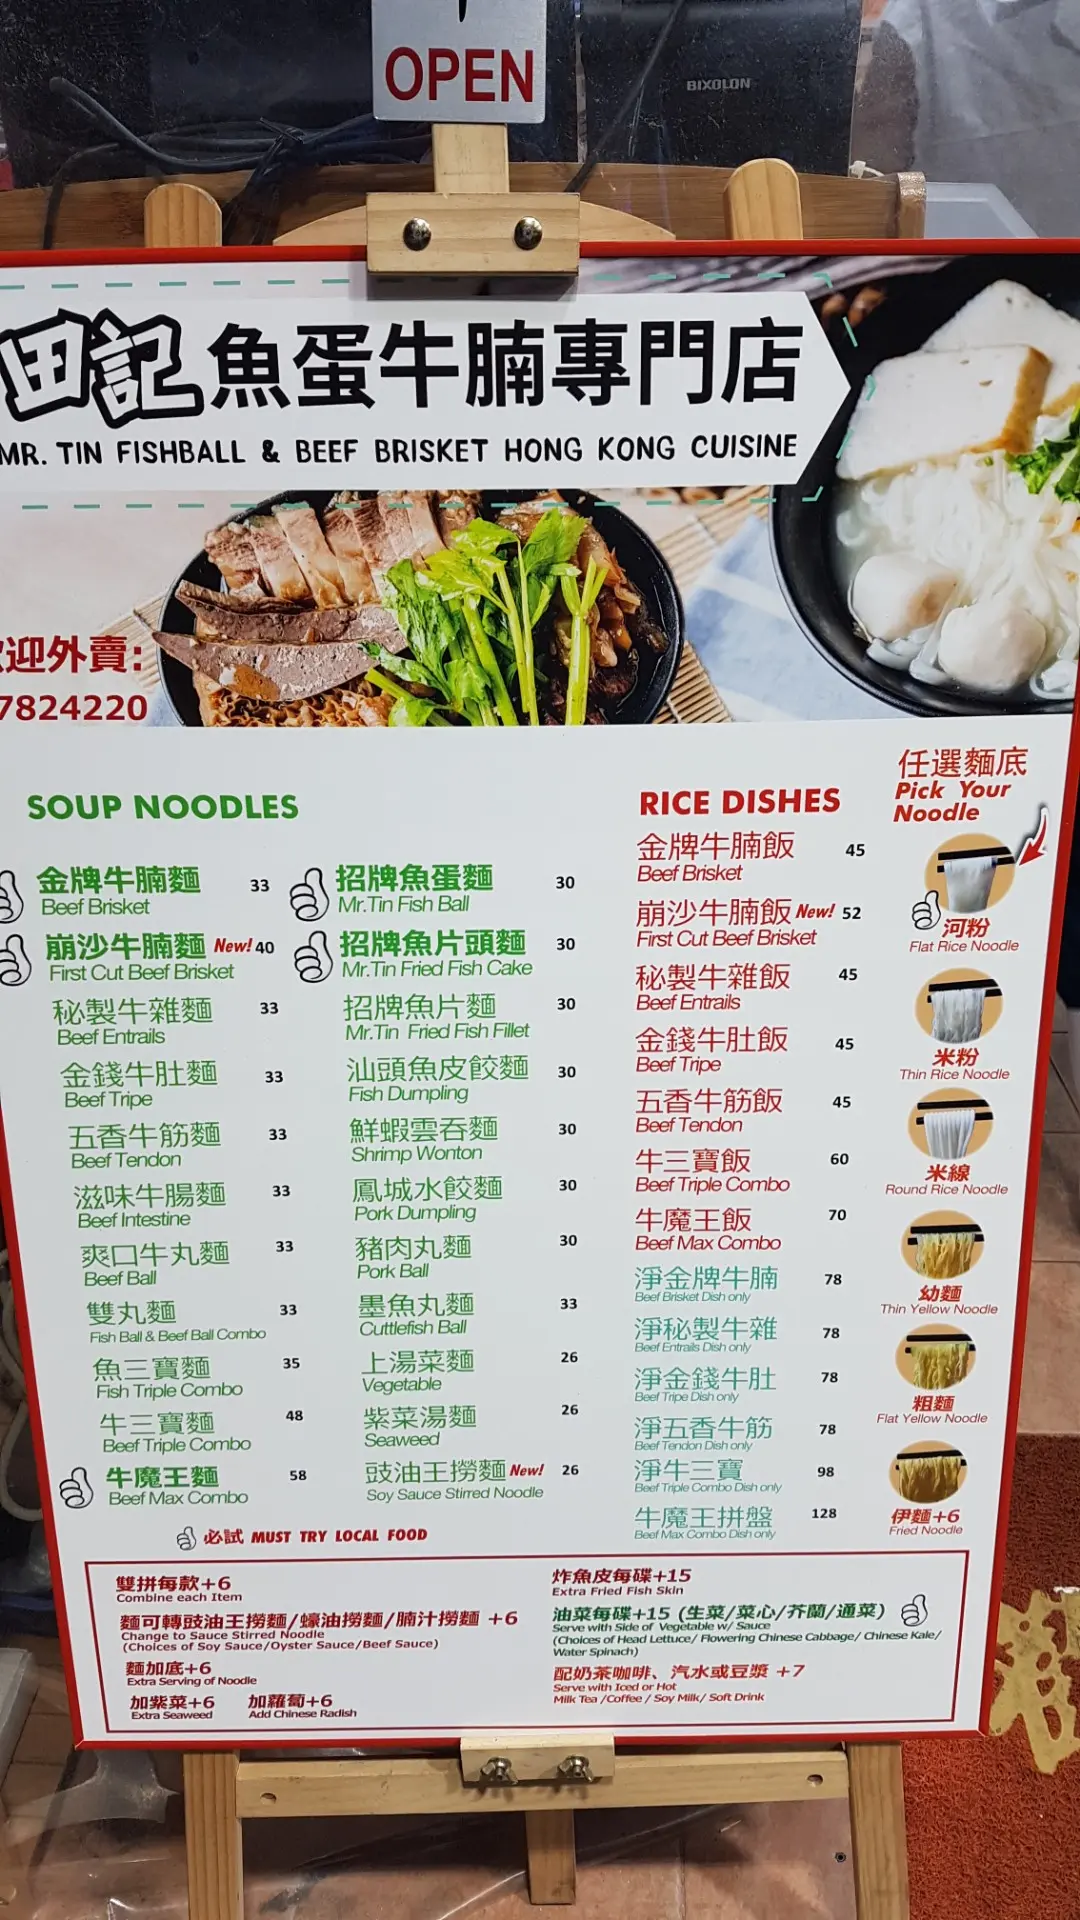 OPEN
BIXOLON
田記魚蛋牛腩專門店
MR. TIN FISHBALL & BEEF BRISKET HONG KONG CUISINE
迎外賣:
7824220
SOUP NOODLES
金牌牛腩麵 33
Beef Brisket
崩沙牛腩麵 New! 40
First Cut Beef Brisket
秘製牛雜麵 33
Beef Entrails
金錢牛肚麵 33
Beef Tripe
五香牛筋麵 33
Beef Tendon
滋味牛腸麵 33
Beef Intestine
爽口牛丸麵 33
Beef Ball
雙丸麵 33
Fish Ball & Beef Ball Combo
魚三寶麵 35
Fish Triple Combo
牛三寶麵 48
Beef Triple Combo
牛魔王麵 58
Beef Max Combo
招牌魚蛋麵 30
Mr.Tin Fish Ball
招牌魚片頭麵 30
Mr.Tin Fried Fish Cake
招牌魚片麵 30
Mr.Tin Fried Fish Fillet
汕頭魚皮餃麵 30
Fish Dumpling
鮮蝦雲吞麵 30
Shrimp Wonton
鳳城水餃麵 30
Pork Dumpling
豬肉丸麵 30
Pork Ball
墨魚丸麵 33
Cuttlefish Ball
上湯菜麵 26
Vegetable
紫菜湯麵 26
Seaweed
豉油王撈麵 New! 26
Soy Sauce Stirred Noodle
必試 MUST TRY LOCAL FOOD
RICE DISHES
金牌牛腩飯 45
Beef Brisket
崩沙牛腩飯 New! 52
First Cut Beef Brisket
秘製牛雜飯 45
Beef Entrails
金錢牛肚飯 45
Beef Tripe
五香牛筋飯 45
Beef Tendon
牛三寶飯 60
Beef Triple Combo
牛魔王飯 70
Beef Max Combo
淨金牌牛腩 78
Beef Brisket Dish only
淨秘製牛雜 78
Beef Entrails Dish only
淨金錢牛肚 78
Beef Tripe Dish only
淨五香牛筋 78
Beef Tendon Dish only
淨牛三寶 98
Beef Triple Combo Dish only
牛魔王拼盤 128
Beef Max Combo Dish only
任選麵底
Pick Your
Noodle
河粉
Flat Rice Noodle
米粉
Thin Rice Noodle
米線
Round Rice Noodle
幼麵
Thin Yellow Noodle
粗麵
Flat Yellow Noodle
伊麵+6
Fried Noodle
雙拼每款+6
Combine each Item
麵可轉豉油王撈麵/蠔油撈麵/腩汁撈麵 +6
Change to Sauce Stirred Noodle
(Choices of Soy Sauce/Oyster Sauce/Beef Sauce)
麵加底+6
Extra Serving of Noodle
加紫菜+6 加蘿蔔+6
Extra Seaweed Add Chinese Radish
炸魚皮每碟+15
Extra Fried Fish Skin
油菜每碟+15 (生菜/菜心/芥蘭/通菜)
Serve with Side of Vegetable w/ Sauce
(Choices of Head Lettuce/ Flowering Chinese Cabbage/ Chinese Kale/
Water Spinach)
配奶茶咖啡、汽水或豆漿 +7
Serve with Iced or Hot
Milk Tea /Coffee / Soy Milk/ Soft Drink